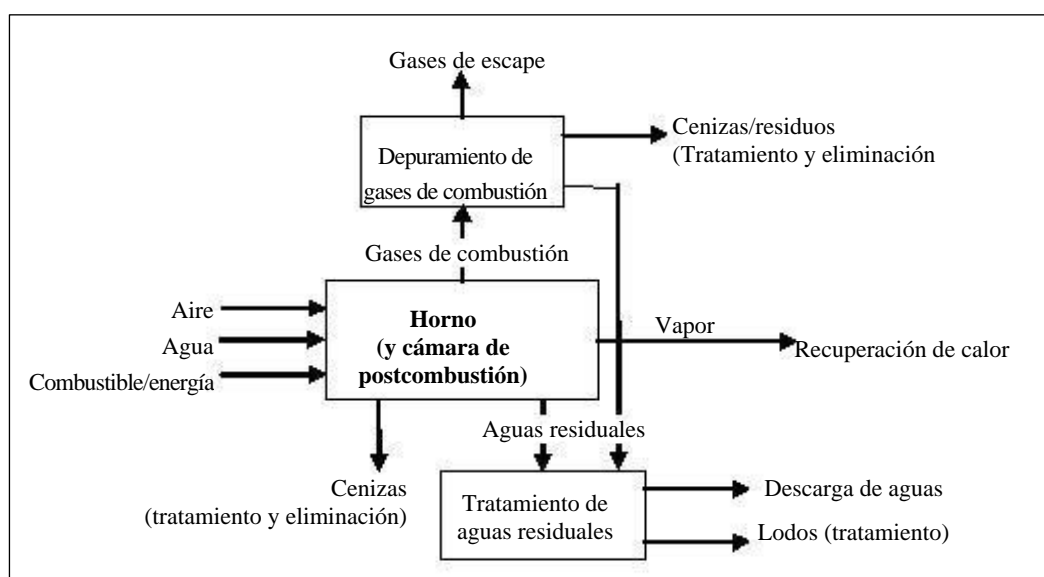 Gases de escape
Cenizas/residuos
(Tratamiento y eliminación
Depuramiento de
gases de combustión
Gases de combustión
Aire
Agua
Combustible/energía
Horno
(y cámara de
postcombustión)
Vapor
Recuperación de calor
Aguas residuales
Cenizas
(tratamiento y eliminación)
Tratamiento de
aguas residuales
Descarga de aguas
Lodos (tratamiento)